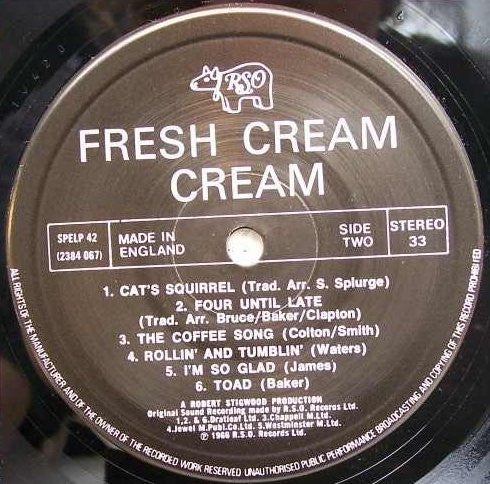 RSO
FRESH CREAM
CREAM
SPELP 42
(2384 067)
MADE IN
ENGLAND
SIDE
TWO
STEREO
33
1. CAT'S SQUIRREL (Trad. Arr. S. Splurge)
2. FOUR UNTIL LATE
(Trad. Arr. Bruce/Baker/Clapton)
3. THE COFFEE SONG (Colton/Smith)
4. ROLLIN' AND TUMBLIN' (Waters)
5. I'M SO GLAD (James)
6. TOAD (Baker)
A ROBERT STIGWOOD PRODUCTION
Original Sound Recording made by R.S.O. Records Ltd.
1,2. & 6.Dratleaf Ltd. 3.Chappell M.Ltd.
4.Jewel M.Publ.Co.Ltd. 5.Westminster M.Ltd.
℗ 1966 R.S.O. Records Ltd.
ALL RIGHTS OF THE MANUFACTURER AND OF THE OWNER OF THE RECORDED WORK RESERVED UNAUTHORISED PUBLIC PERFORMANCE BROADCASTING AND COPYING OF THIS RECORD PROHIBITED